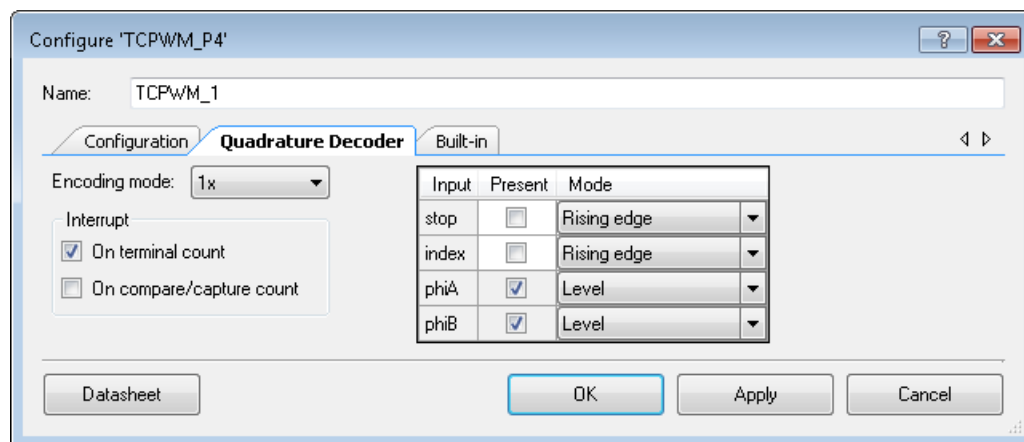 Configure 'TCPWM_P4'
Name: TCPWM_1
Configuration Quadrature Decoder Built-in
Encoding mode: 1x
Interrupt
On terminal count
On compare/capture count
Input Present Mode
stop Rising edge
index Rising edge
phiA Level
phiB Level
Datasheet OK Apply Cancel